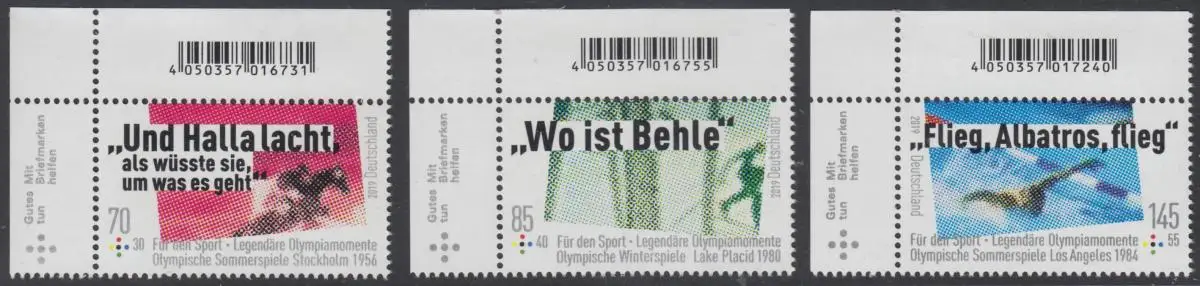 4 050357 016731
Gutes
tun
Mit
Briefmarken
helfen
„Und Halla lacht,
als wüsste sie,
um was es geht“
2019 Deutschland
70
30
Für den Sport · Legendäre Olympiamomente
Olympische Sommerspiele Stockholm 1956
4 050357 016755
Gutes
tun
Mit
Briefmarken
helfen
„Wo ist Behle“
2019 Deutschland
85
40
Für den Sport · Legendäre Olympiamomente
Olympische Winterspiele Lake Placid 1980
4 050357 017240
Gutes
tun
Mit
Briefmarken
helfen
2019
Deutschland
„Flieg, Albatros, flieg“
145
55
Für den Sport · Legendäre Olympiamomente
Olympische Sommerspiele Los Angeles 1984